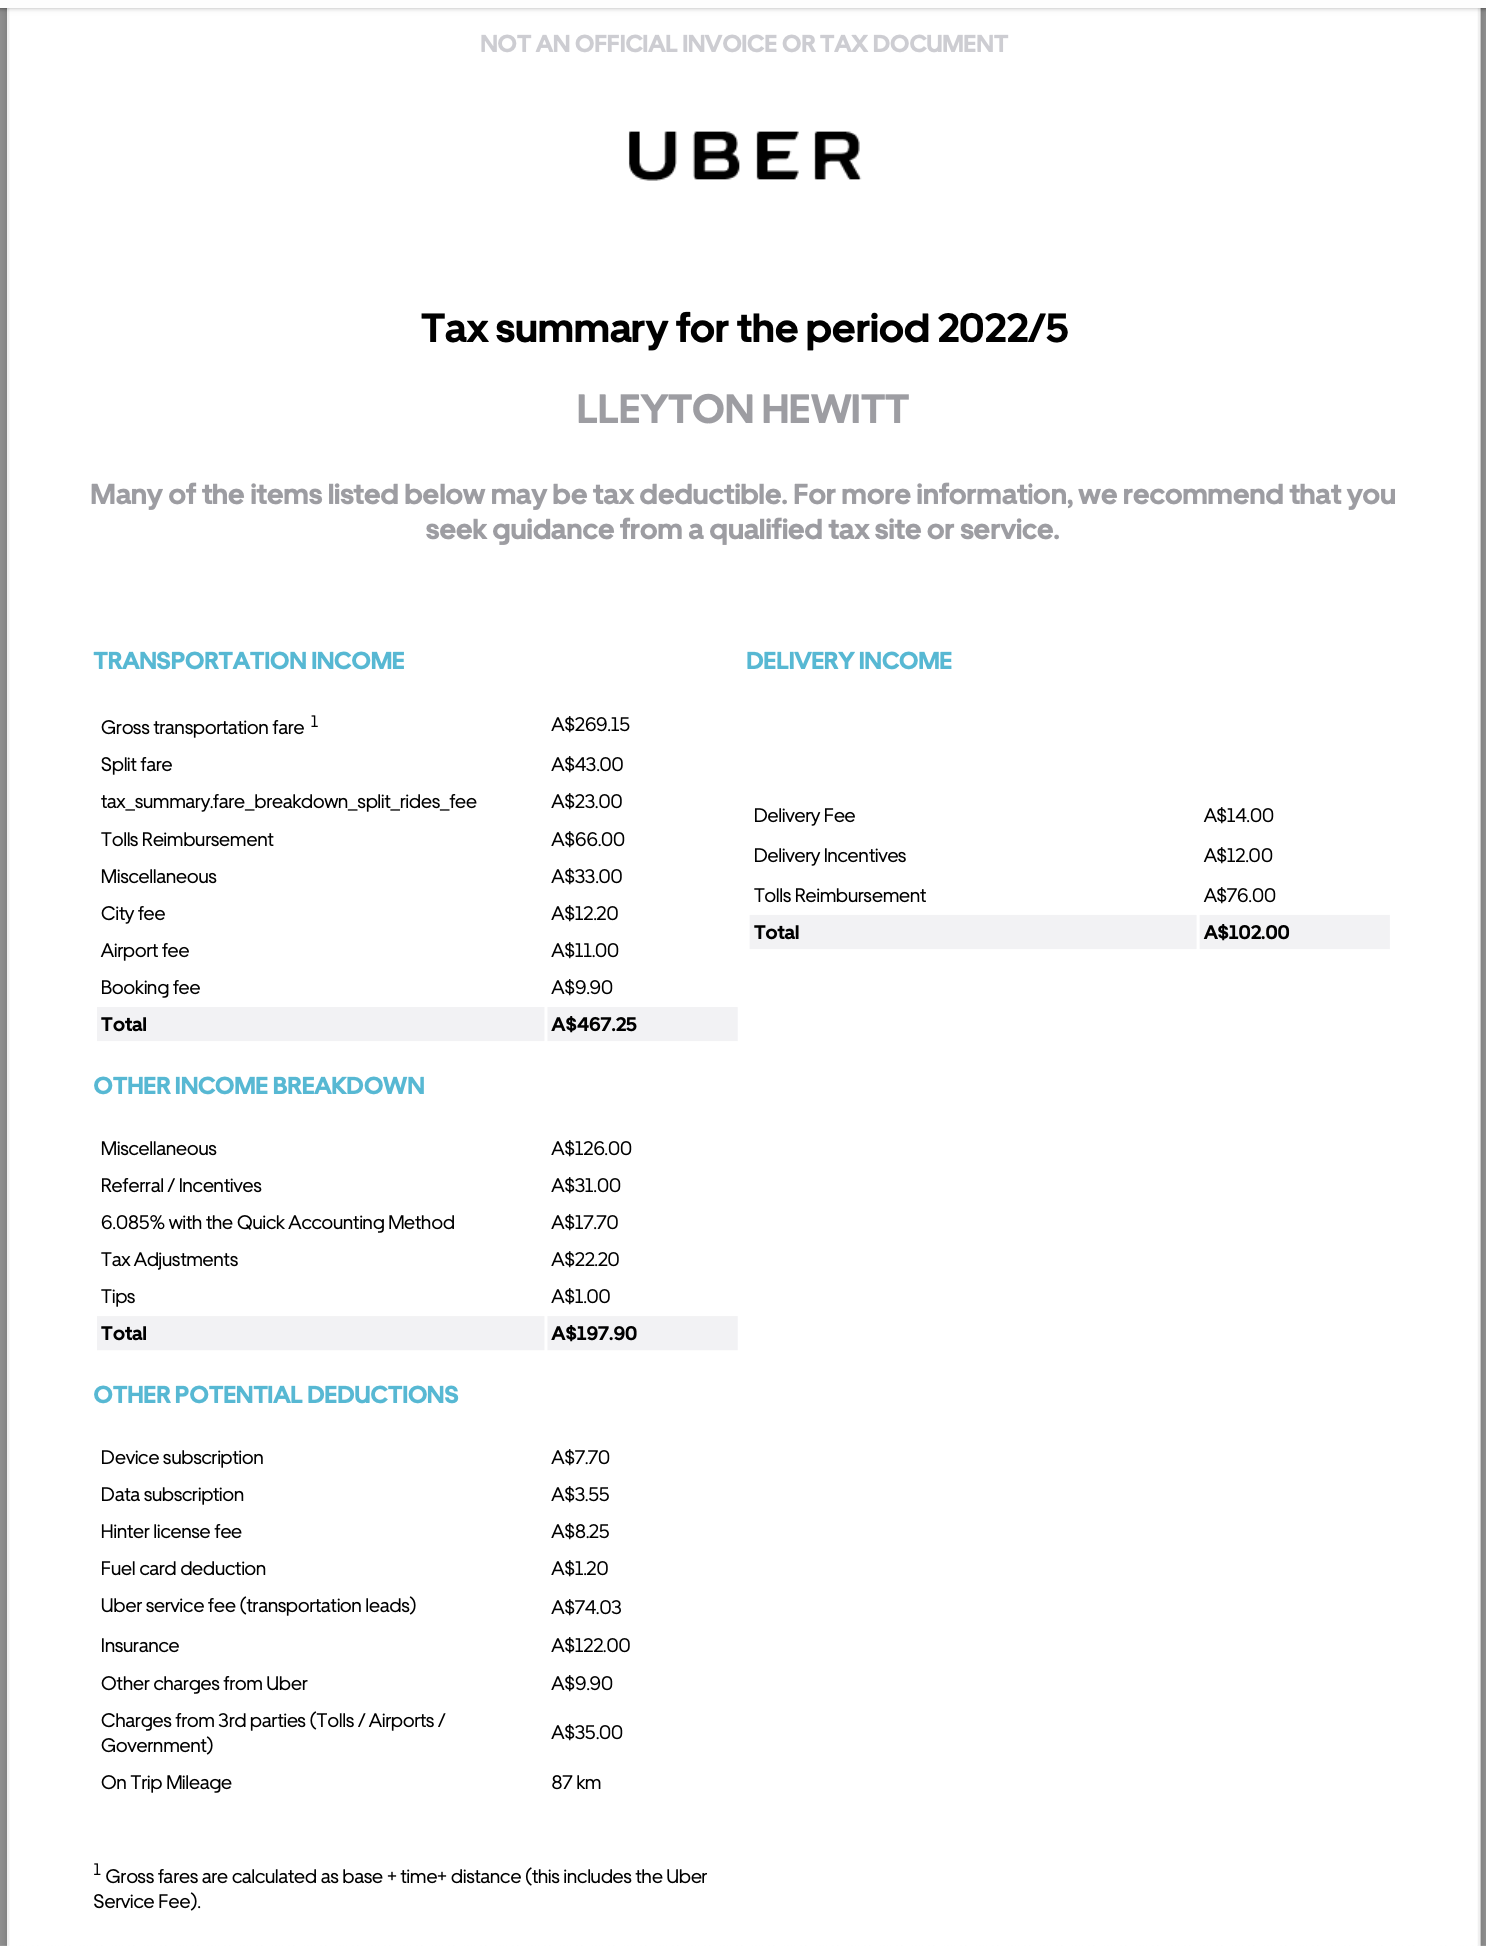 NOT AN OFFICIAL INVOICE OR TAX DOCUMENT
UBER
Tax summary for the period 2022/5
LLEYTON HEWITT
Many of the items listed below may be tax deductible. For more information, we recommend that you
seek guidance from a qualified tax site or service.
TRANSPORTATION INCOME
Gross transportation fare 1 A$269.15
Split fare A$43.00
tax_summary.fare_breakdown_split_rides_fee A$23.00
Tolls Reimbursement A$66.00
Miscellaneous A$33.00
City fee A$12.20
Airport fee A$11.00
Booking fee A$9.90
Total A$467.25
DELIVERY INCOME
Delivery Fee A$14.00
Delivery Incentives A$12.00
Tolls Reimbursement A$76.00
Total A$102.00
OTHER INCOME BREAKDOWN
Miscellaneous A$126.00
Referral / Incentives A$31.00
6.085% with the Quick Accounting Method A$17.70
Tax Adjustments A$22.20
Tips A$1.00
Total A$197.90
OTHER POTENTIAL DEDUCTIONS
Device subscription A$7.70
Data subscription A$3.55
Hinter license fee A$8.25
Fuel card deduction A$1.20
Uber service fee (transportation leads) A$74.03
Insurance A$122.00
Other charges from Uber A$9.90
Charges from 3rd parties (Tolls / Airports /
Government) A$35.00
On Trip Mileage 87 km
1 Gross fares are calculated as base + time+ distance (this includes the Uber
Service Fee).